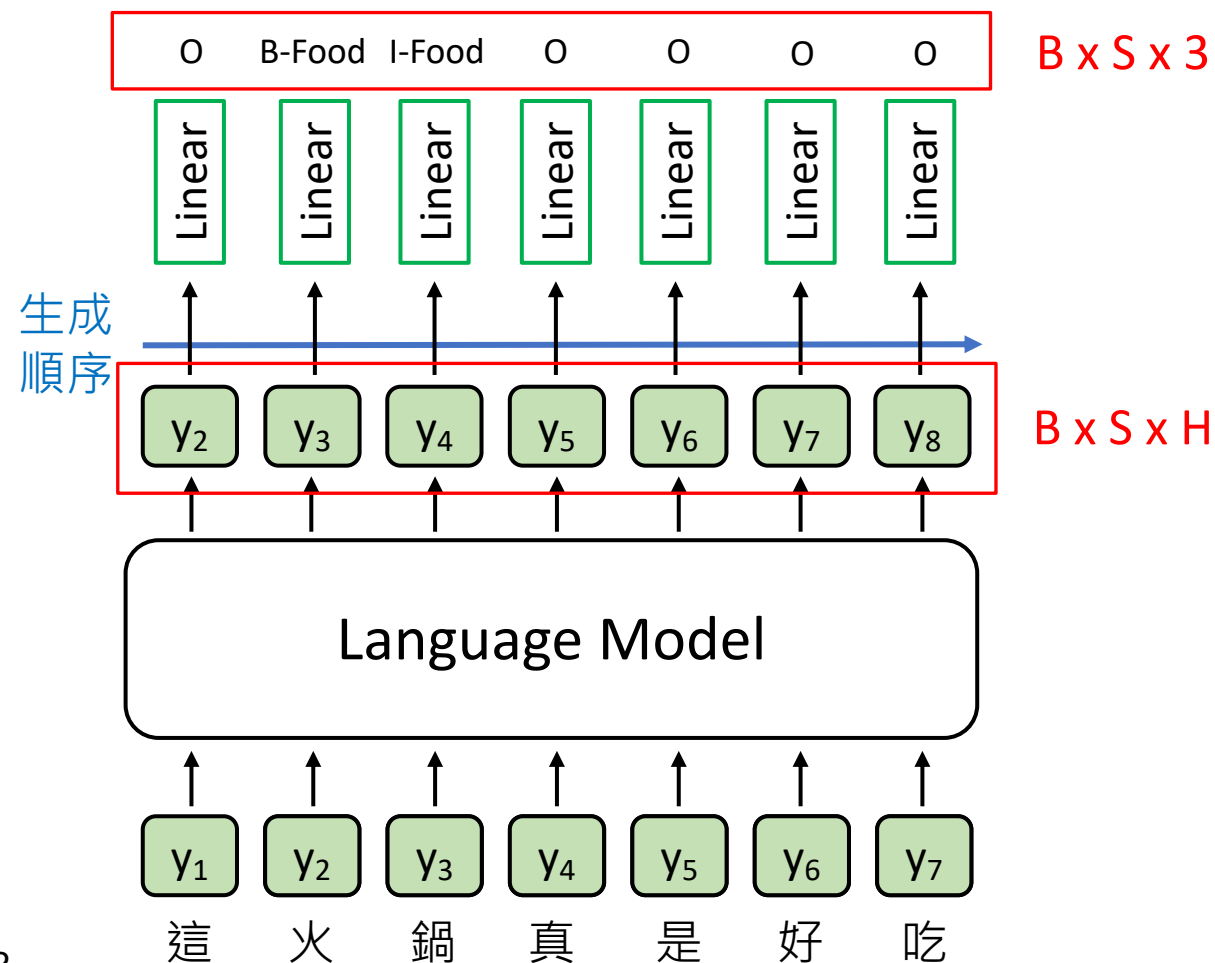 O B-Food I-Food O O O O B x S x 3
Linear Linear Linear Linear Linear Linear Linear
生成
順序
y₂ y₃ y₄ y₅ y₆ y₇ y₈ B x S x H
Language Model
y₁ y₂ y₃ y₄ y₅ y₆ y₇
這 火 鍋 真 是 好 吃